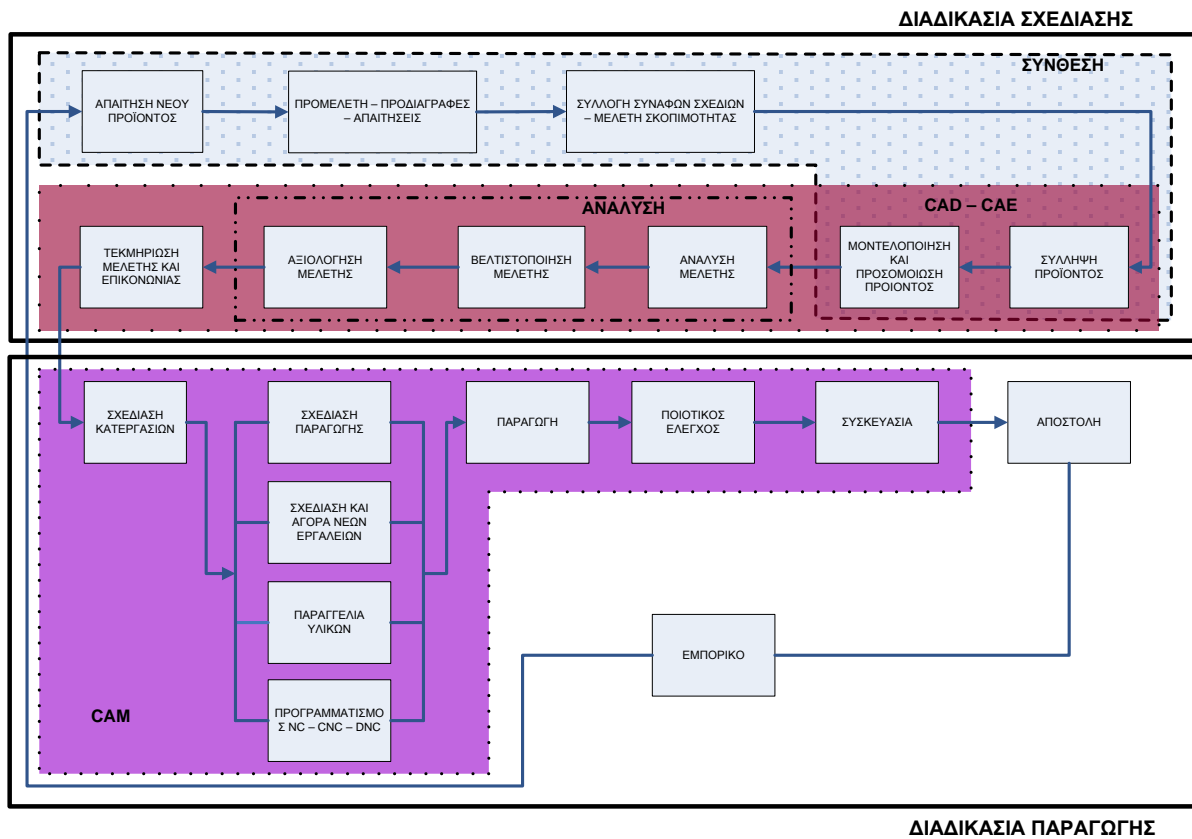 ΔΙΑΔΙΚΑΣΙΑ ΣΧΕΔΙΑΣΗΣ
ΣΥΝΘΕΣΗ
ΑΠΑΙΤΗΣΗ ΝΕΟΥ
ΠΡΟΪΟΝΤΟΣ
ΠΡΟΜΕΛΕΤΗ – ΠΡΟΔΙΑΓΡΑΦΕΣ
– ΑΠΑΙΤΗΣΕΙΣ
ΣΥΛΛΟΓΗ ΣΥΝΑΦΩΝ ΣΧΕΔΙΩΝ
– ΜΕΛΕΤΗ ΣΚΟΠΙΜΟΤΗΤΑΣ
ΑΝΑΛΥΣΗ
CAD – CAE
ΤΕΚΜΗΡΙΩΣΗ
ΜΕΛΕΤΗΣ ΚΑΙ
ΕΠΙΚΟΝΩΝΙΑΣ
ΑΞΙΟΛΟΓΗΣΗ
ΜΕΛΕΤΗΣ
ΒΕΛΤΙΣΤΟΠΟΙΗΣΗ
ΜΕΛΕΤΗΣ
ΑΝΑΛΥΣΗ
ΜΕΛΕΤΗΣ
ΜΟΝΤΕΛΟΠΟΙΗΣΗ
ΚΑΙ
ΠΡΟΣΟΜΟΙΩΣΗ
ΠΡΟΙΟΝΤΟΣ
ΣΥΛΛΗΨΗ
ΠΡΟΪΟΝΤΟΣ
ΣΧΕΔΙΑΣΗ
ΚΑΤΕΡΓΑΣΙΩΝ
ΣΧΕΔΙΑΣΗ
ΠΑΡΑΓΩΓΗΣ
ΠΑΡΑΓΩΓΗ
ΠΟΙΟΤΙΚΟΣ
ΕΛΕΓΧΟΣ
ΣΥΣΚΕΥΑΣΙΑ
ΑΠΟΣΤΟΛΗ
ΣΧΕΔΙΑΣΗ ΚΑΙ
ΑΓΟΡΑ ΝΕΩΝ
ΕΡΓΑΛΕΙΩΝ
ΠΑΡΑΓΓΕΛΙΑ
ΥΛΙΚΩΝ
ΕΜΠΟΡΙΚΟ
CAM
ΠΡΟΓΡΑΜΜΑΤΙΣΜΟ
Σ NC – CNC – DNC
ΔΙΑΔΙΚΑΣΙΑ ΠΑΡΑΓΩΓΗΣ